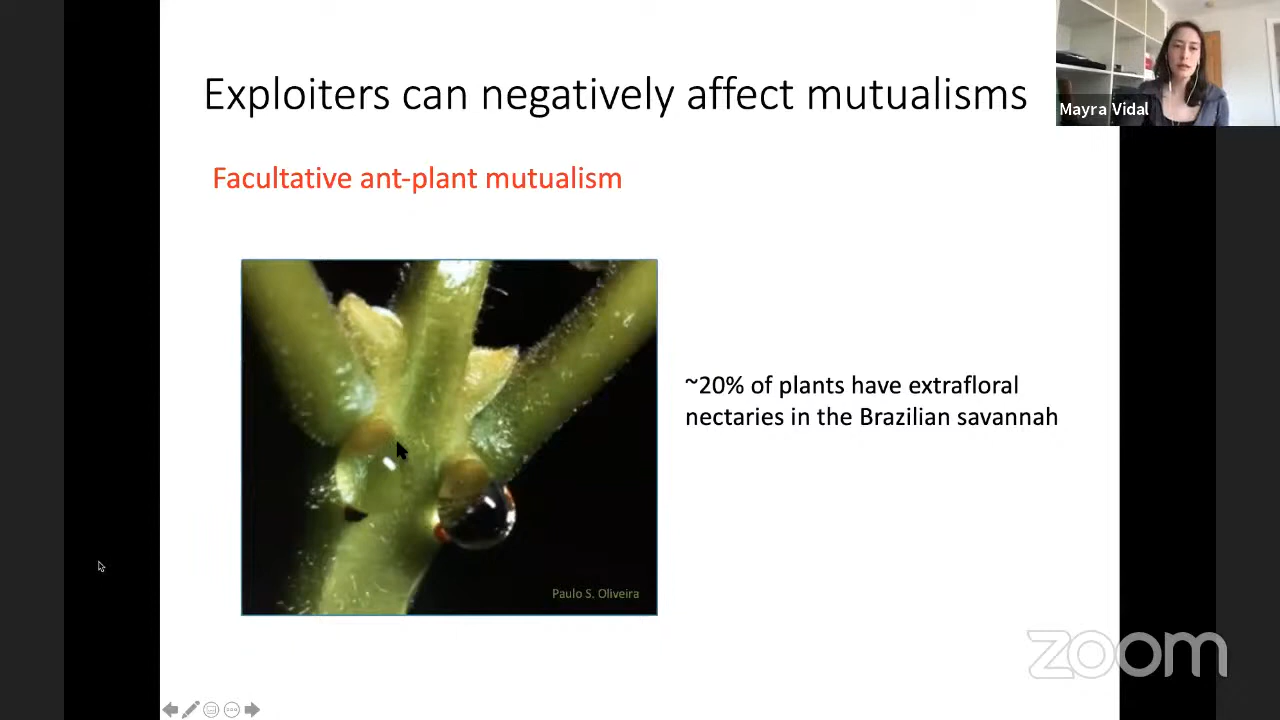 Exploiters can negatively affect mutualisms
Mayra Vidal
Facultative ant-plant mutualism
~20% of plants have extrafloral
nectaries in the Brazilian savannah
Paulo S. Oliveira
zoom